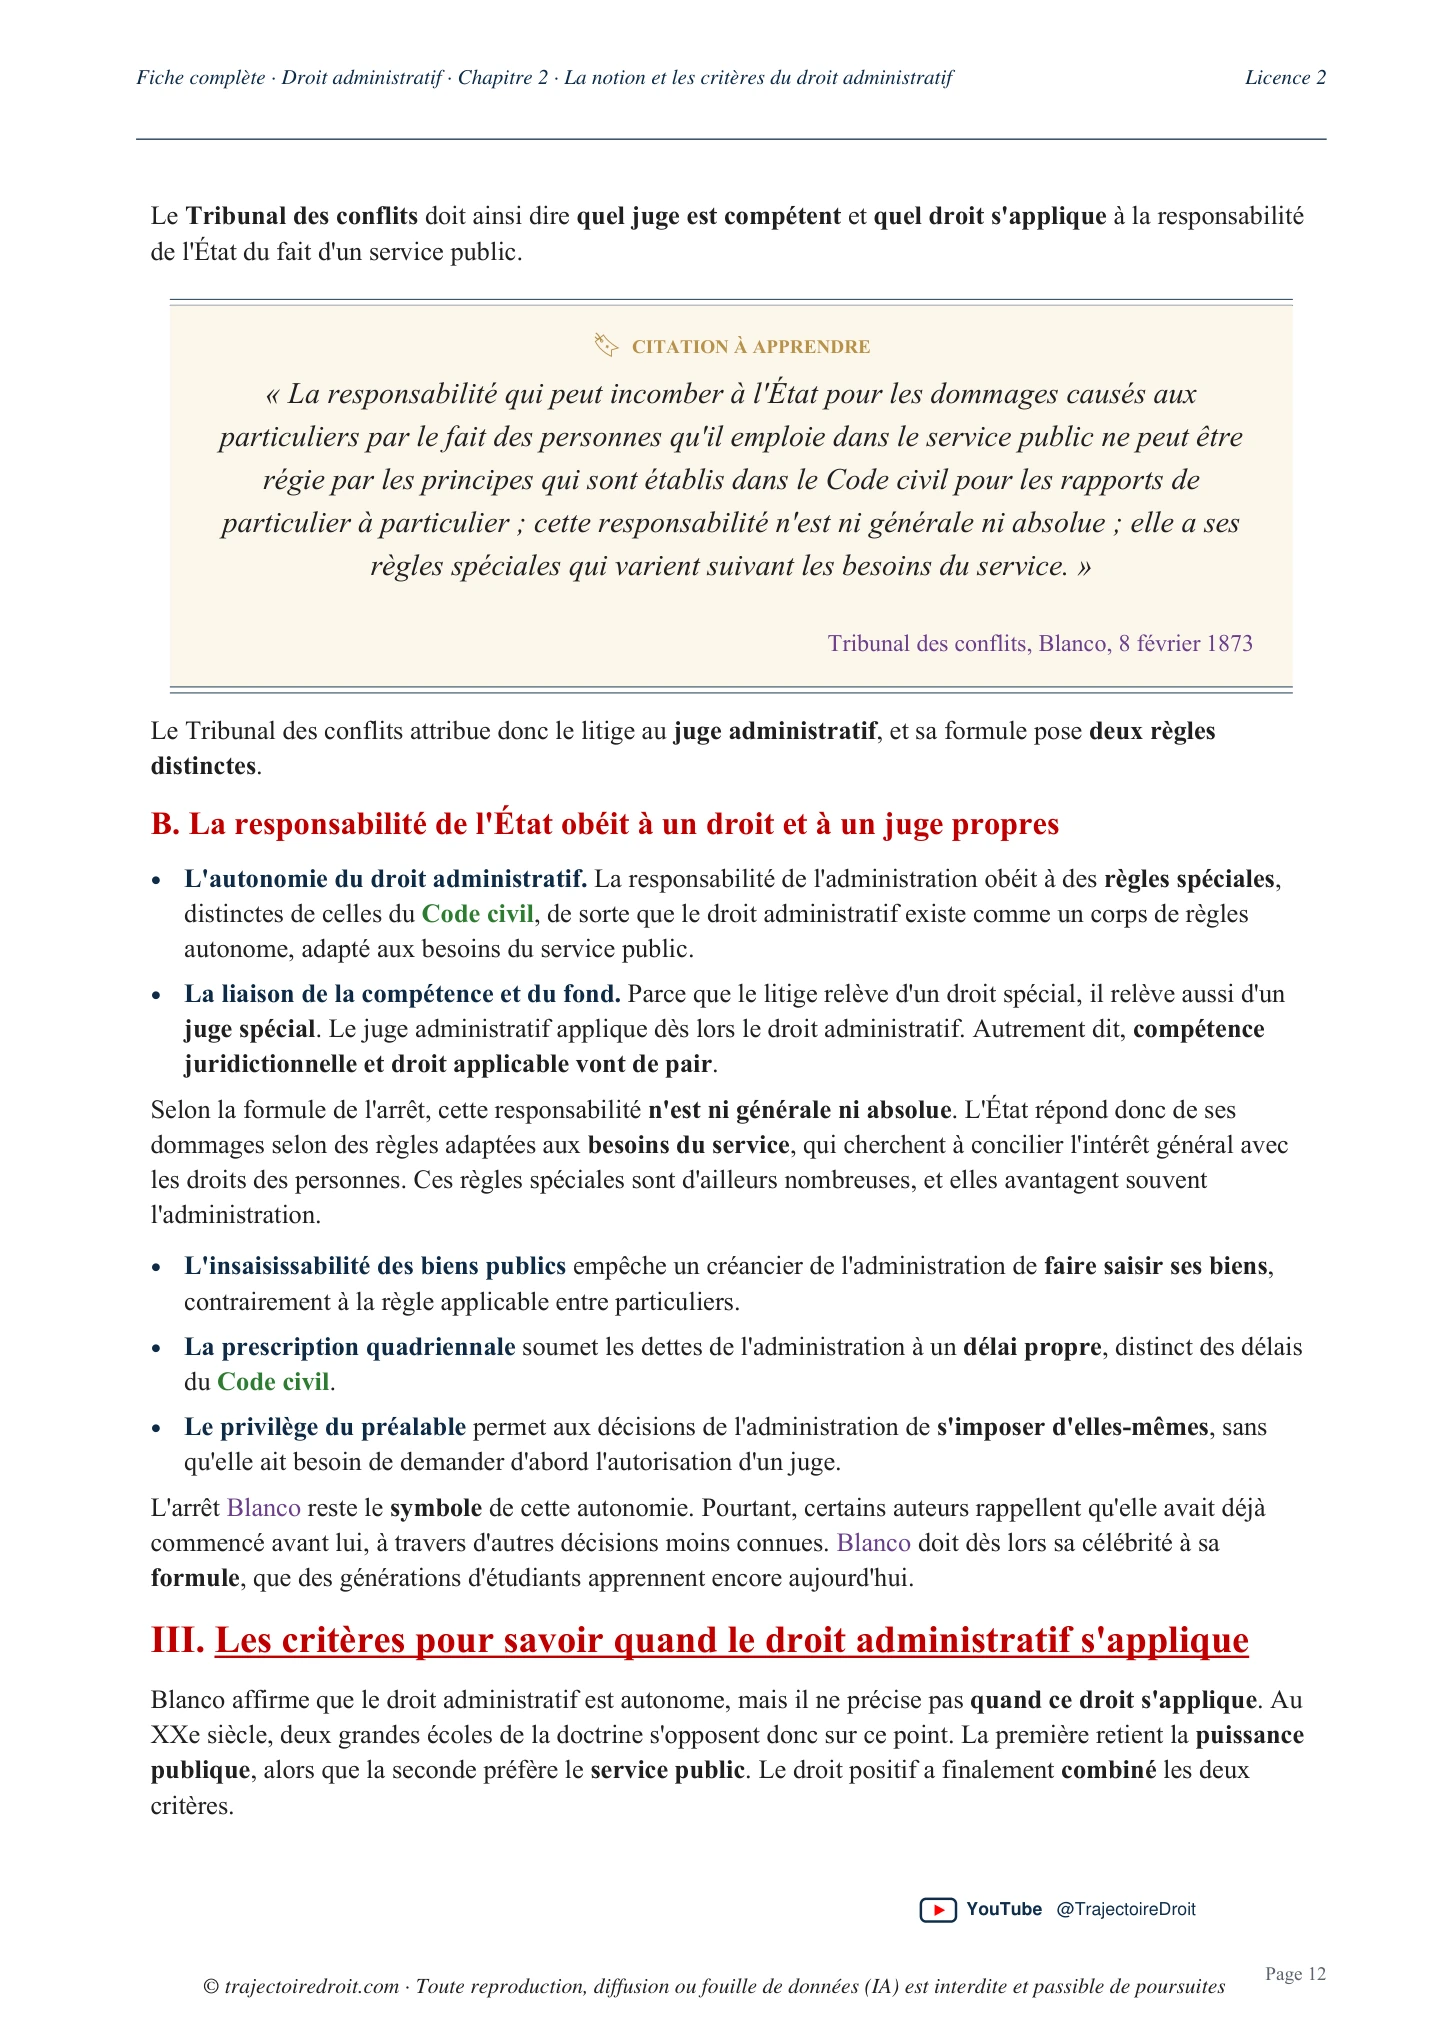 Fiche complète · Droit administratif · Chapitre 2 · La notion et les critères du droit administratif Licence 2
Le Tribunal des conflits doit ainsi dire quel juge est compétent et quel droit s'applique à la responsabilité
de l'État du fait d'un service public.
CITATION À APPRENDRE
« La responsabilité qui peut incomber à l'État pour les dommages causés aux
particuliers par le fait des personnes qu'il emploie dans le service public ne peut être
régie par les principes qui sont établis dans le Code civil pour les rapports de
particulier à particulier ; cette responsabilité n'est ni générale ni absolue ; elle a ses
règles spéciales qui varient suivant les besoins du service. »
Tribunal des conflits, Blanco, 8 février 1873
Le Tribunal des conflits attribue donc le litige au juge administratif, et sa formule pose deux règles
distinctes.
B. La responsabilité de l'État obéit à un droit et à un juge propres
• L'autonomie du droit administratif. La responsabilité de l'administration obéit à des règles spéciales,
distinctes de celles du Code civil, de sorte que le droit administratif existe comme un corps de règles
autonome, adapté aux besoins du service public.
• La liaison de la compétence et du fond. Parce que le litige relève d'un droit spécial, il relève aussi d'un
juge spécial. Le juge administratif applique dès lors le droit administratif. Autrement dit, compétence
juridictionnelle et droit applicable vont de pair.
Selon la formule de l'arrêt, cette responsabilité n'est ni générale ni absolue. L'État répond donc de ses
dommages selon des règles adaptées aux besoins du service, qui cherchent à concilier l'intérêt général avec
les droits des personnes. Ces règles spéciales sont d'ailleurs nombreuses, et elles avantagent souvent
l'administration.
• L'insaisissabilité des biens publics empêche un créancier de l'administration de faire saisir ses biens,
contrairement à la règle applicable entre particuliers.
• La prescription quadriennale soumet les dettes de l'administration à un délai propre, distinct des délais
du Code civil.
• Le privilège du préalable permet aux décisions de l'administration de s'imposer d'elles-mêmes, sans
qu'elle ait besoin de demander d'abord l'autorisation d'un juge.
L'arrêt Blanco reste le symbole de cette autonomie. Pourtant, certains auteurs rappellent qu'elle avait déjà
commencé avant lui, à travers d'autres décisions moins connues. Blanco doit dès lors sa célébrité à sa
formule, que des générations d'étudiants apprennent encore aujourd'hui.
III. Les critères pour savoir quand le droit administratif s'applique
Blanco affirme que le droit administratif est autonome, mais il ne précise pas quand ce droit s'applique. Au
XXe siècle, deux grandes écoles de la doctrine s'opposent donc sur ce point. La première retient la puissance
publique, alors que la seconde préfère le service public. Le droit positif a finalement combiné les deux
critères.
YouTube @TrajectoireDroit
© trajectoiredroit.com · Toute reproduction, diffusion ou fouille de données (IA) est interdite et passible de poursuites
Page 12